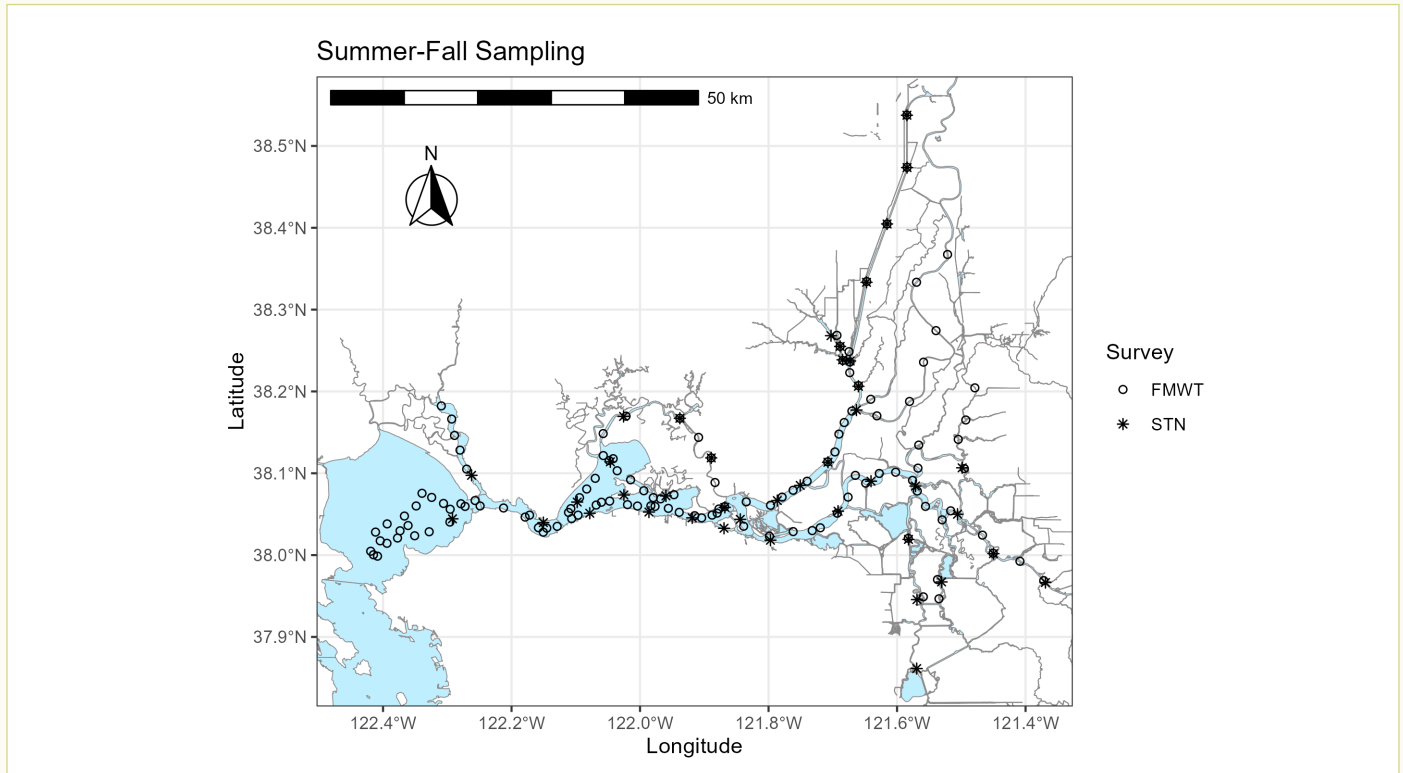 Summer-Fall Sampling
50 km
N
38.5°N
38.4°N
38.3°N
38.2°N
38.1°N
38.0°N
37.9°N
Latitude
122.4°W 122.2°W 122.0°W 121.8°W 121.6°W 121.4°W
Longitude
Survey
FMWT
STN